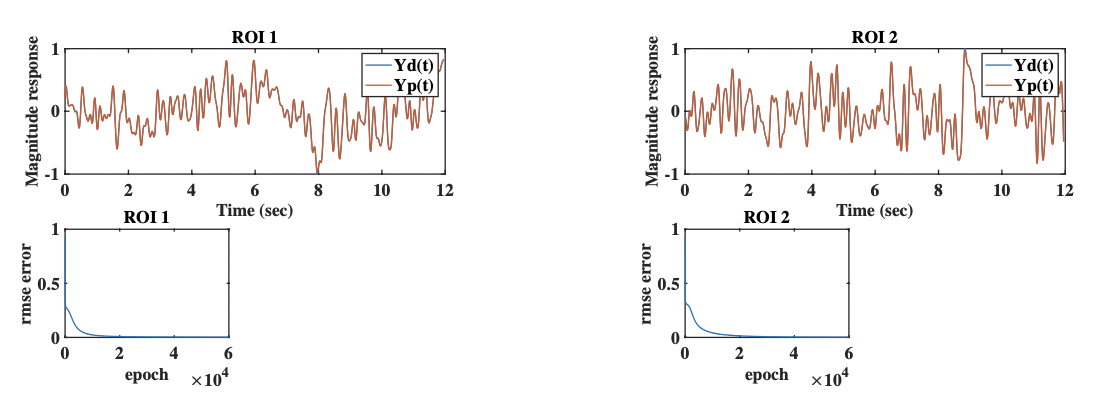 ROI 1
Magnitude response
1
0
-1
Yd(t)
Yp(t)
0 2 4 6 8 10 12
Time (sec)
ROI 1
rmse error
1
0.5
0
0 2 4 6
epoch ×10^4
ROI 2
Magnitude response
1
0
-1
Yd(t)
Yp(t)
0 2 4 6 8 10 12
Time (sec)
ROI 2
rmse error
1
0.5
0
0 2 4 6
epoch ×10^4